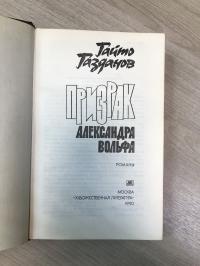 Гайто
Газданов
ПРИЗРАК
АЛЕКСАНДРА
ВОЛЬФА
РОМАНЫ
МОСКВА
«ХУДОЖЕСТВЕННАЯ ЛИТЕРАТУРА»
1990